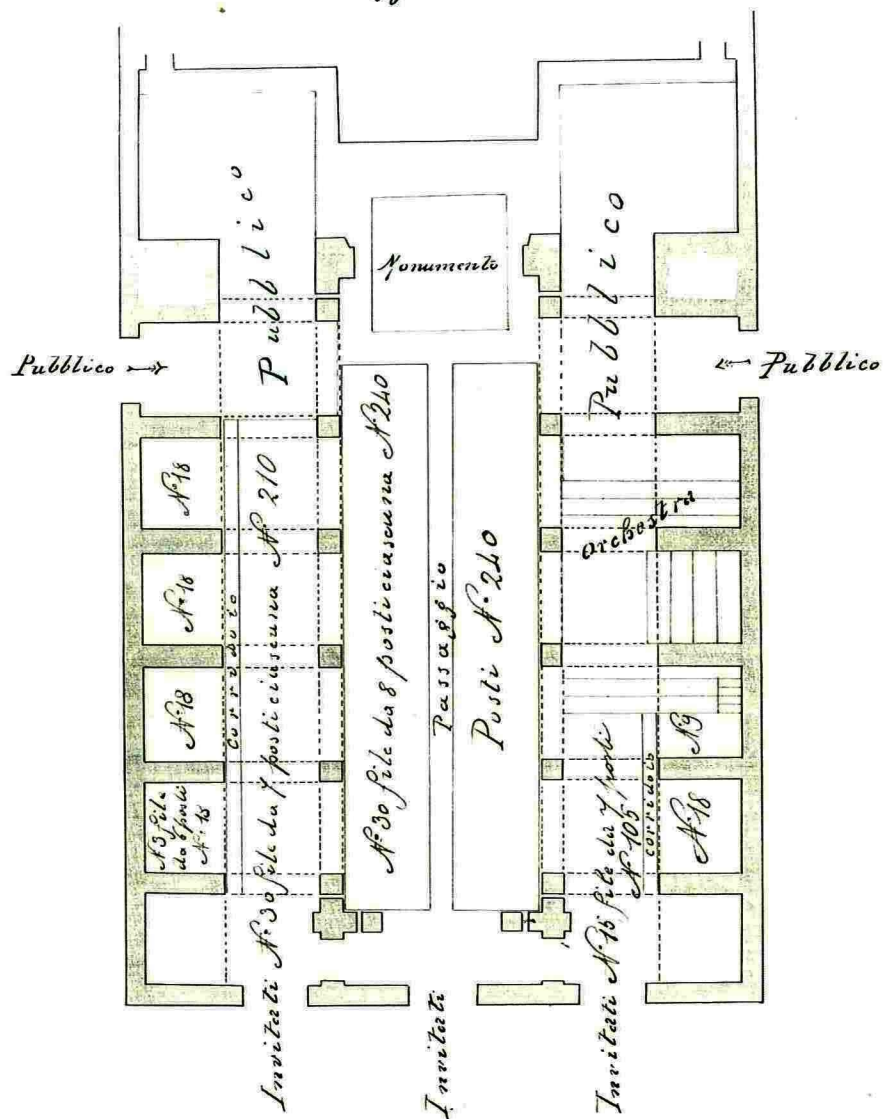 Pubblico
Pubblico
Monumento
Pubblico
Pubblico
N.º 18
N.º 18
N.º 18
N.º 3 file
da 6 posti
N.º 18
corridoio
Invitati N.º 30 file da 7 posti ciascuna N.º 210
N.º 30 file da 8 posti ciascuna N.º 240
Passaggio
Posti N.º 240
orchestra
N.º 9
N.º 18
corridoio
Invitati N.º 15 file da 7 posti
N.º 105
Invitati